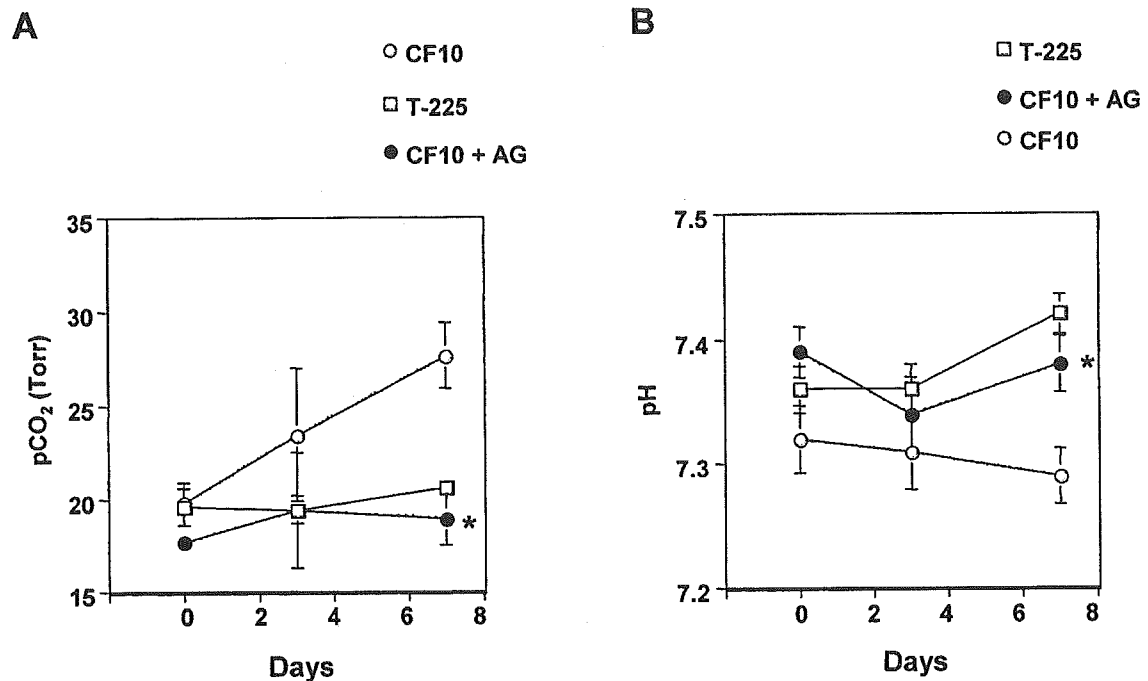 A
CF10
T-225
CF10 + AG
35
30
25
20
15
pCO₂ (Torr)
*
0 2 4 6 8
Days
B
T-225
CF10 + AG
CF10
7.5
7.4
7.3
7.2
pH
*
0 2 4 6 8
Days